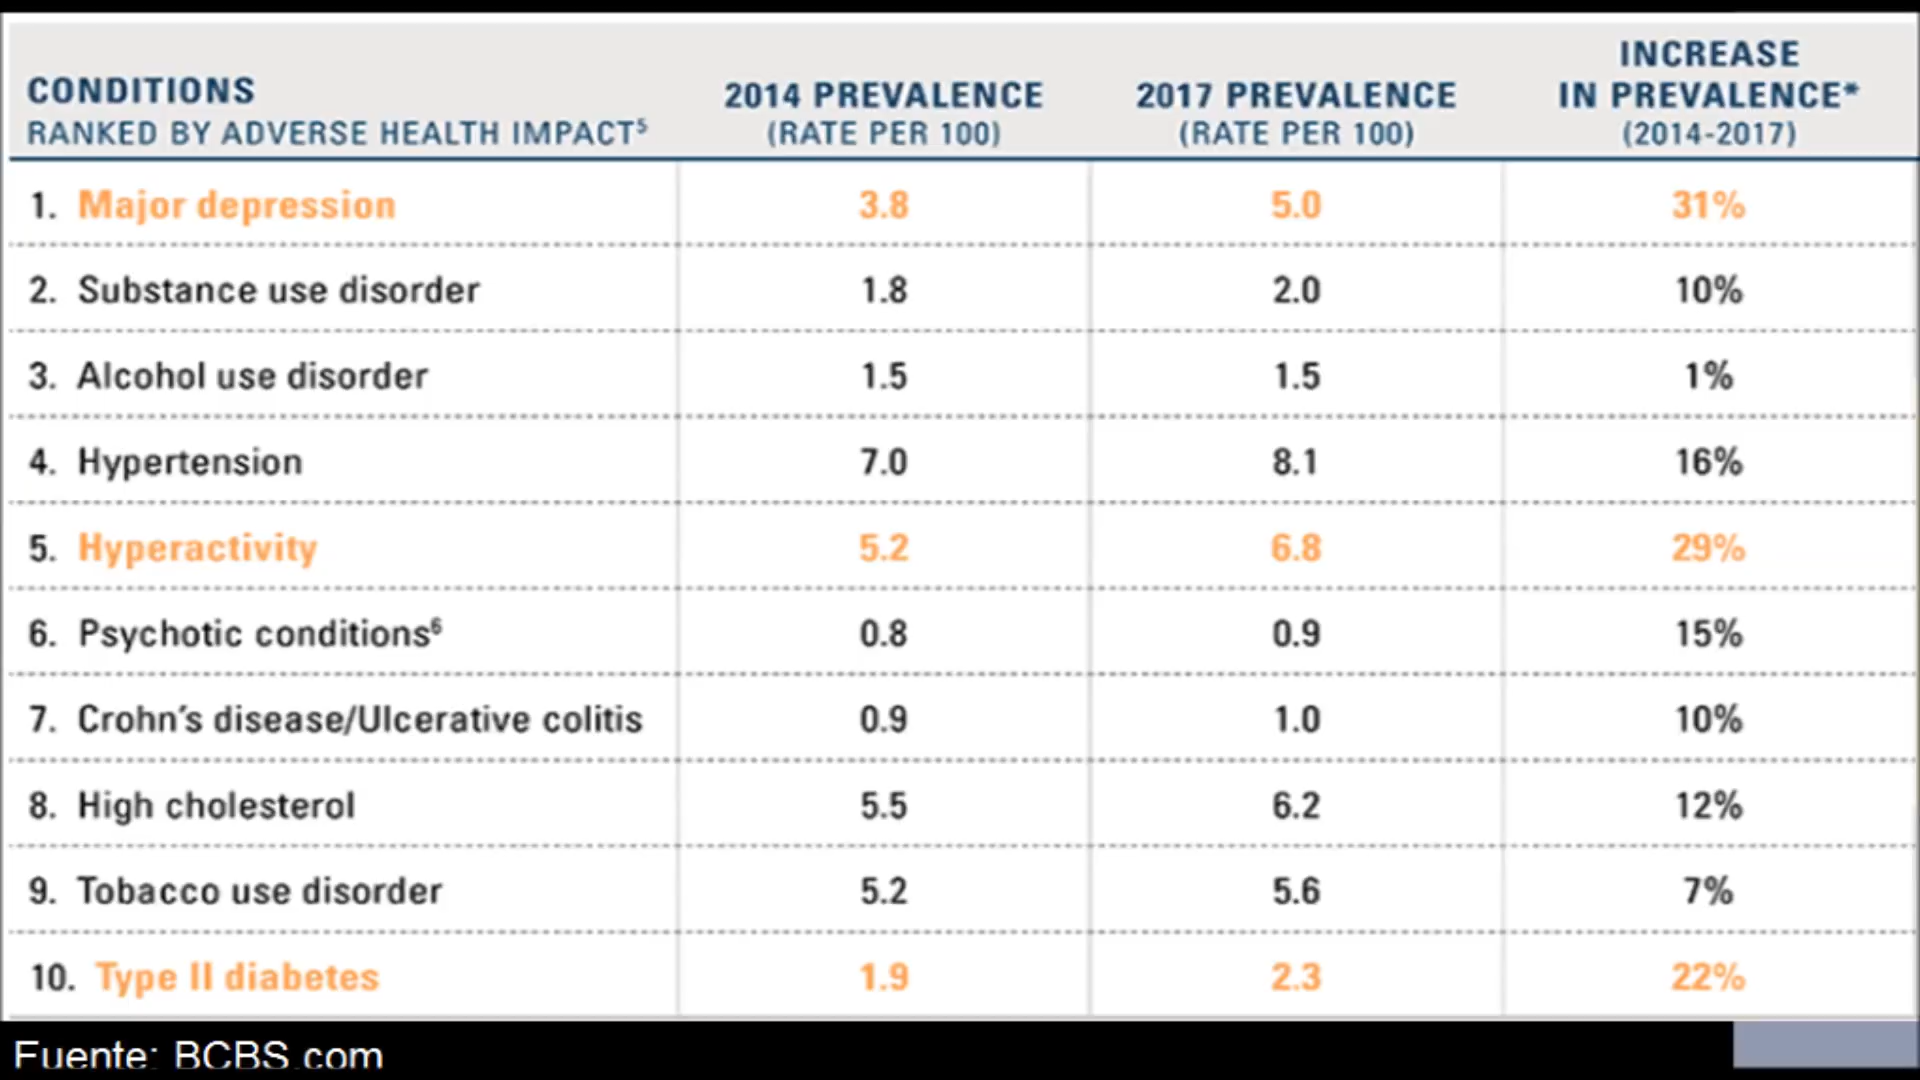 CONDITIONS
RANKED BY ADVERSE HEALTH IMPACT⁵
2014 PREVALENCE
(RATE PER 100)
2017 PREVALENCE
(RATE PER 100)
INCREASE
IN PREVALENCE*
(2014-2017)
1. Major depression 3.8 5.0 31%
2. Substance use disorder 1.8 2.0 10%
3. Alcohol use disorder 1.5 1.5 1%
4. Hypertension 7.0 8.1 16%
5. Hyperactivity 5.2 6.8 29%
6. Psychotic conditions⁶ 0.8 0.9 15%
7. Crohn's disease/Ulcerative colitis 0.9 1.0 10%
8. High cholesterol 5.5 6.2 12%
9. Tobacco use disorder 5.2 5.6 7%
10. Type II diabetes 1.9 2.3 22%
Fuente: BCBS.com